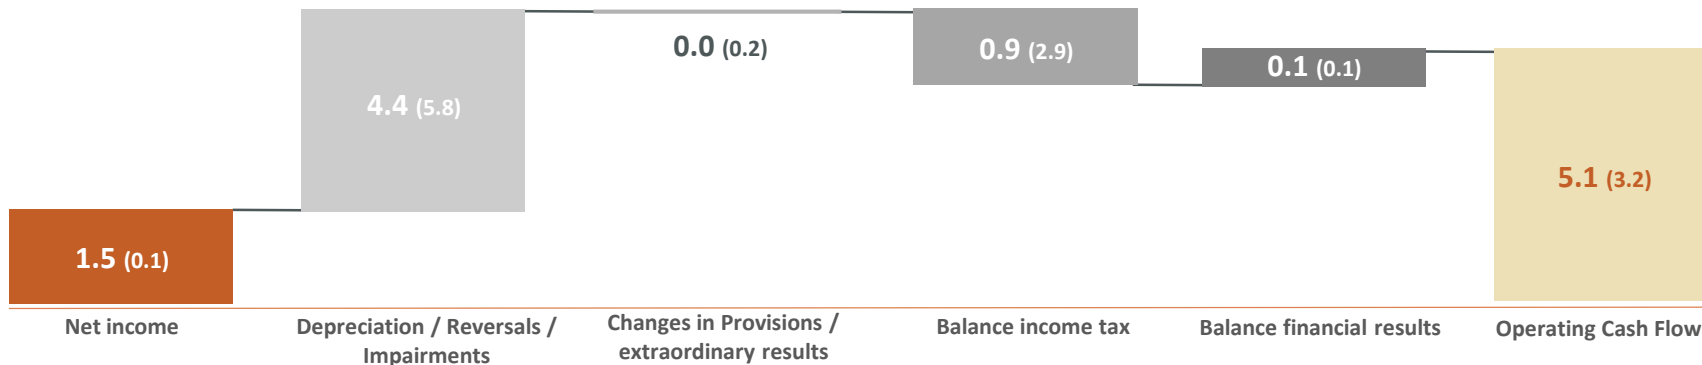 0.0 (0.2)
0.9 (2.9)
0.1 (0.1)
4.4 (5.8)
5.1 (3.2)
1.5 (0.1)
Net income
Depreciation / Reversals /
Impairments
Changes in Provisions /
extraordinary results
Balance income tax
Balance financial results
Operating Cash Flow